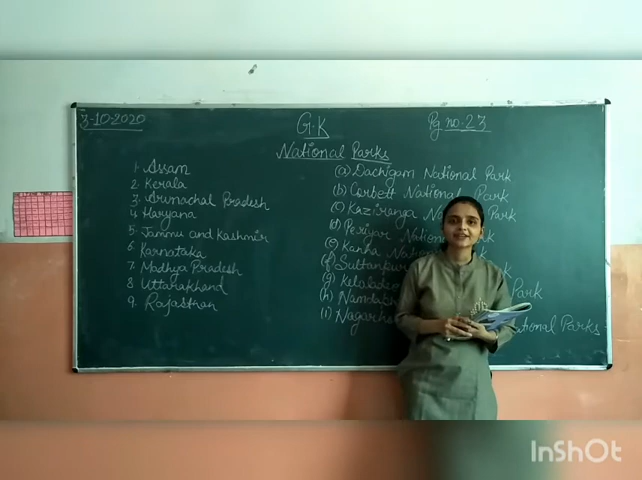 3-10-2020
G.K
Pg no. 23
National Parks
1. Assam
2. Kerala
3. Arunachal Pradesh
4. Haryana
5. Jammu and Kashmir
6. Karnataka
7. Madhya Pradesh
8. Uttarakhand
9. Rajasthan
(a) Dachigam National Park
(b) Corbett National Park
(c) Kaziranga Park
(d) Periyar Park
(e) Kanha
(f) Sultanpur
(g) Park
(h)
(i)
National Parks
InShOt